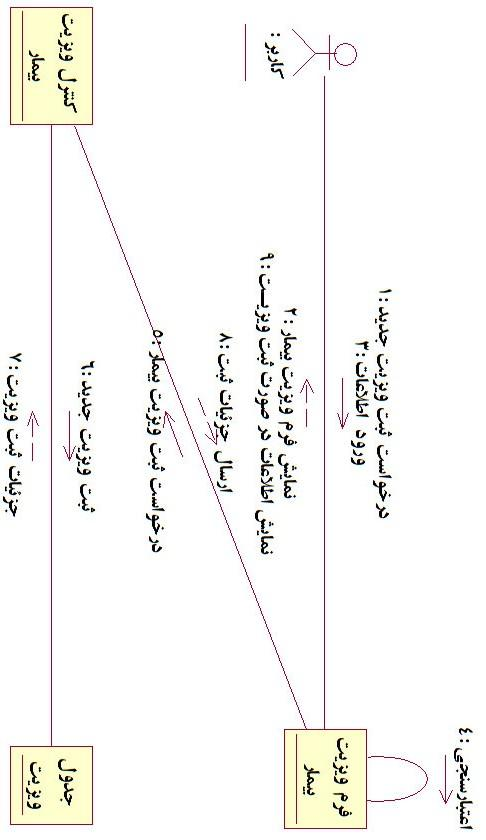 کاربر :
۱ : درخواست ثبت ویزیت جدید
۳ : ورود اطلاعات
۲ : نمایش فرم ویزیت بیمار
۹ : نمایش اطلاعات در صورت ثبت ویزیت
۴ : اعتبارسنجی
فرم ویزیت
بیمار
۸ : ارسال جزئیات ثبت
۵ : درخواست ثبت ویزیت بیمار
کنترل ویزیت
بیمار
۶ : ثبت ویزیت جدید
۷ : جزئیات ثبت ویزیت
جدول
ویزیت